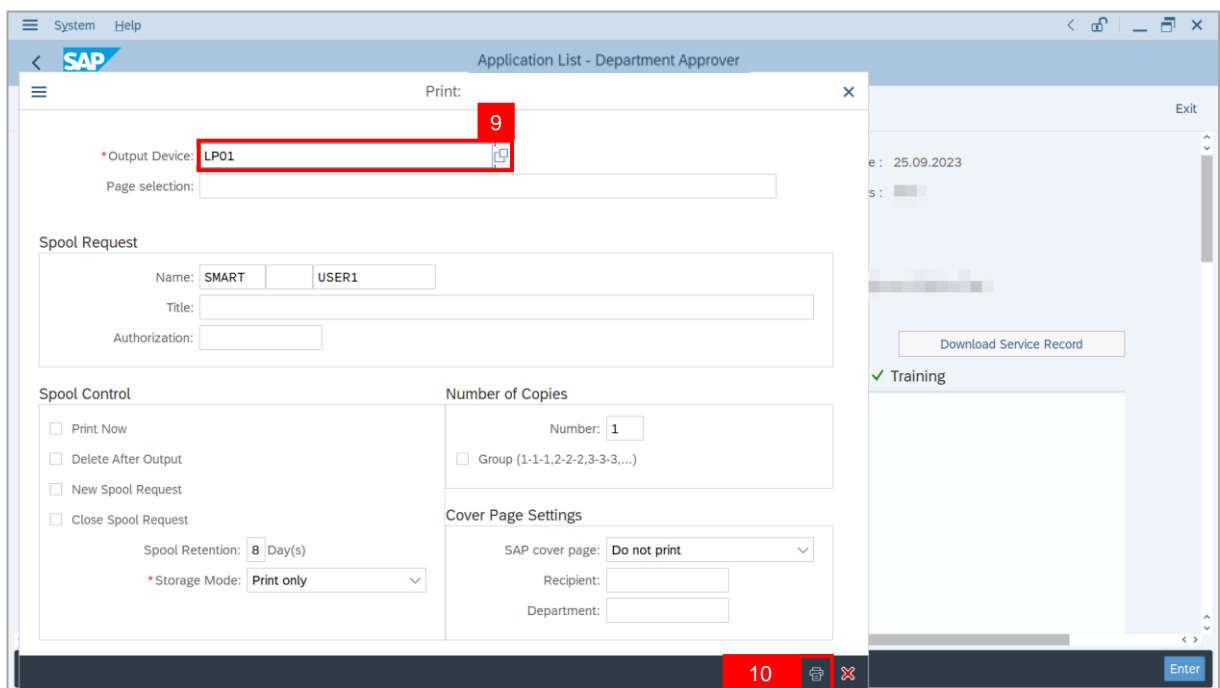 System Help
SAP
Application List - Department Approver
Print:
Exit
9
*Output Device: LP01
e : 25.09.2023
Page selection:
s :
Spool Request
Name: SMART USER1
Title:
Authorization:
Download Service Record
Training
Spool Control
Number of Copies
Print Now
Number: 1
Delete After Output
Group (1-1-1,2-2-2,3-3-3,...)
New Spool Request
Close Spool Request
Cover Page Settings
Spool Retention: 8 Day(s)
SAP cover page: Do not print
*Storage Mode: Print only
Recipient:
Department:
10
Enter